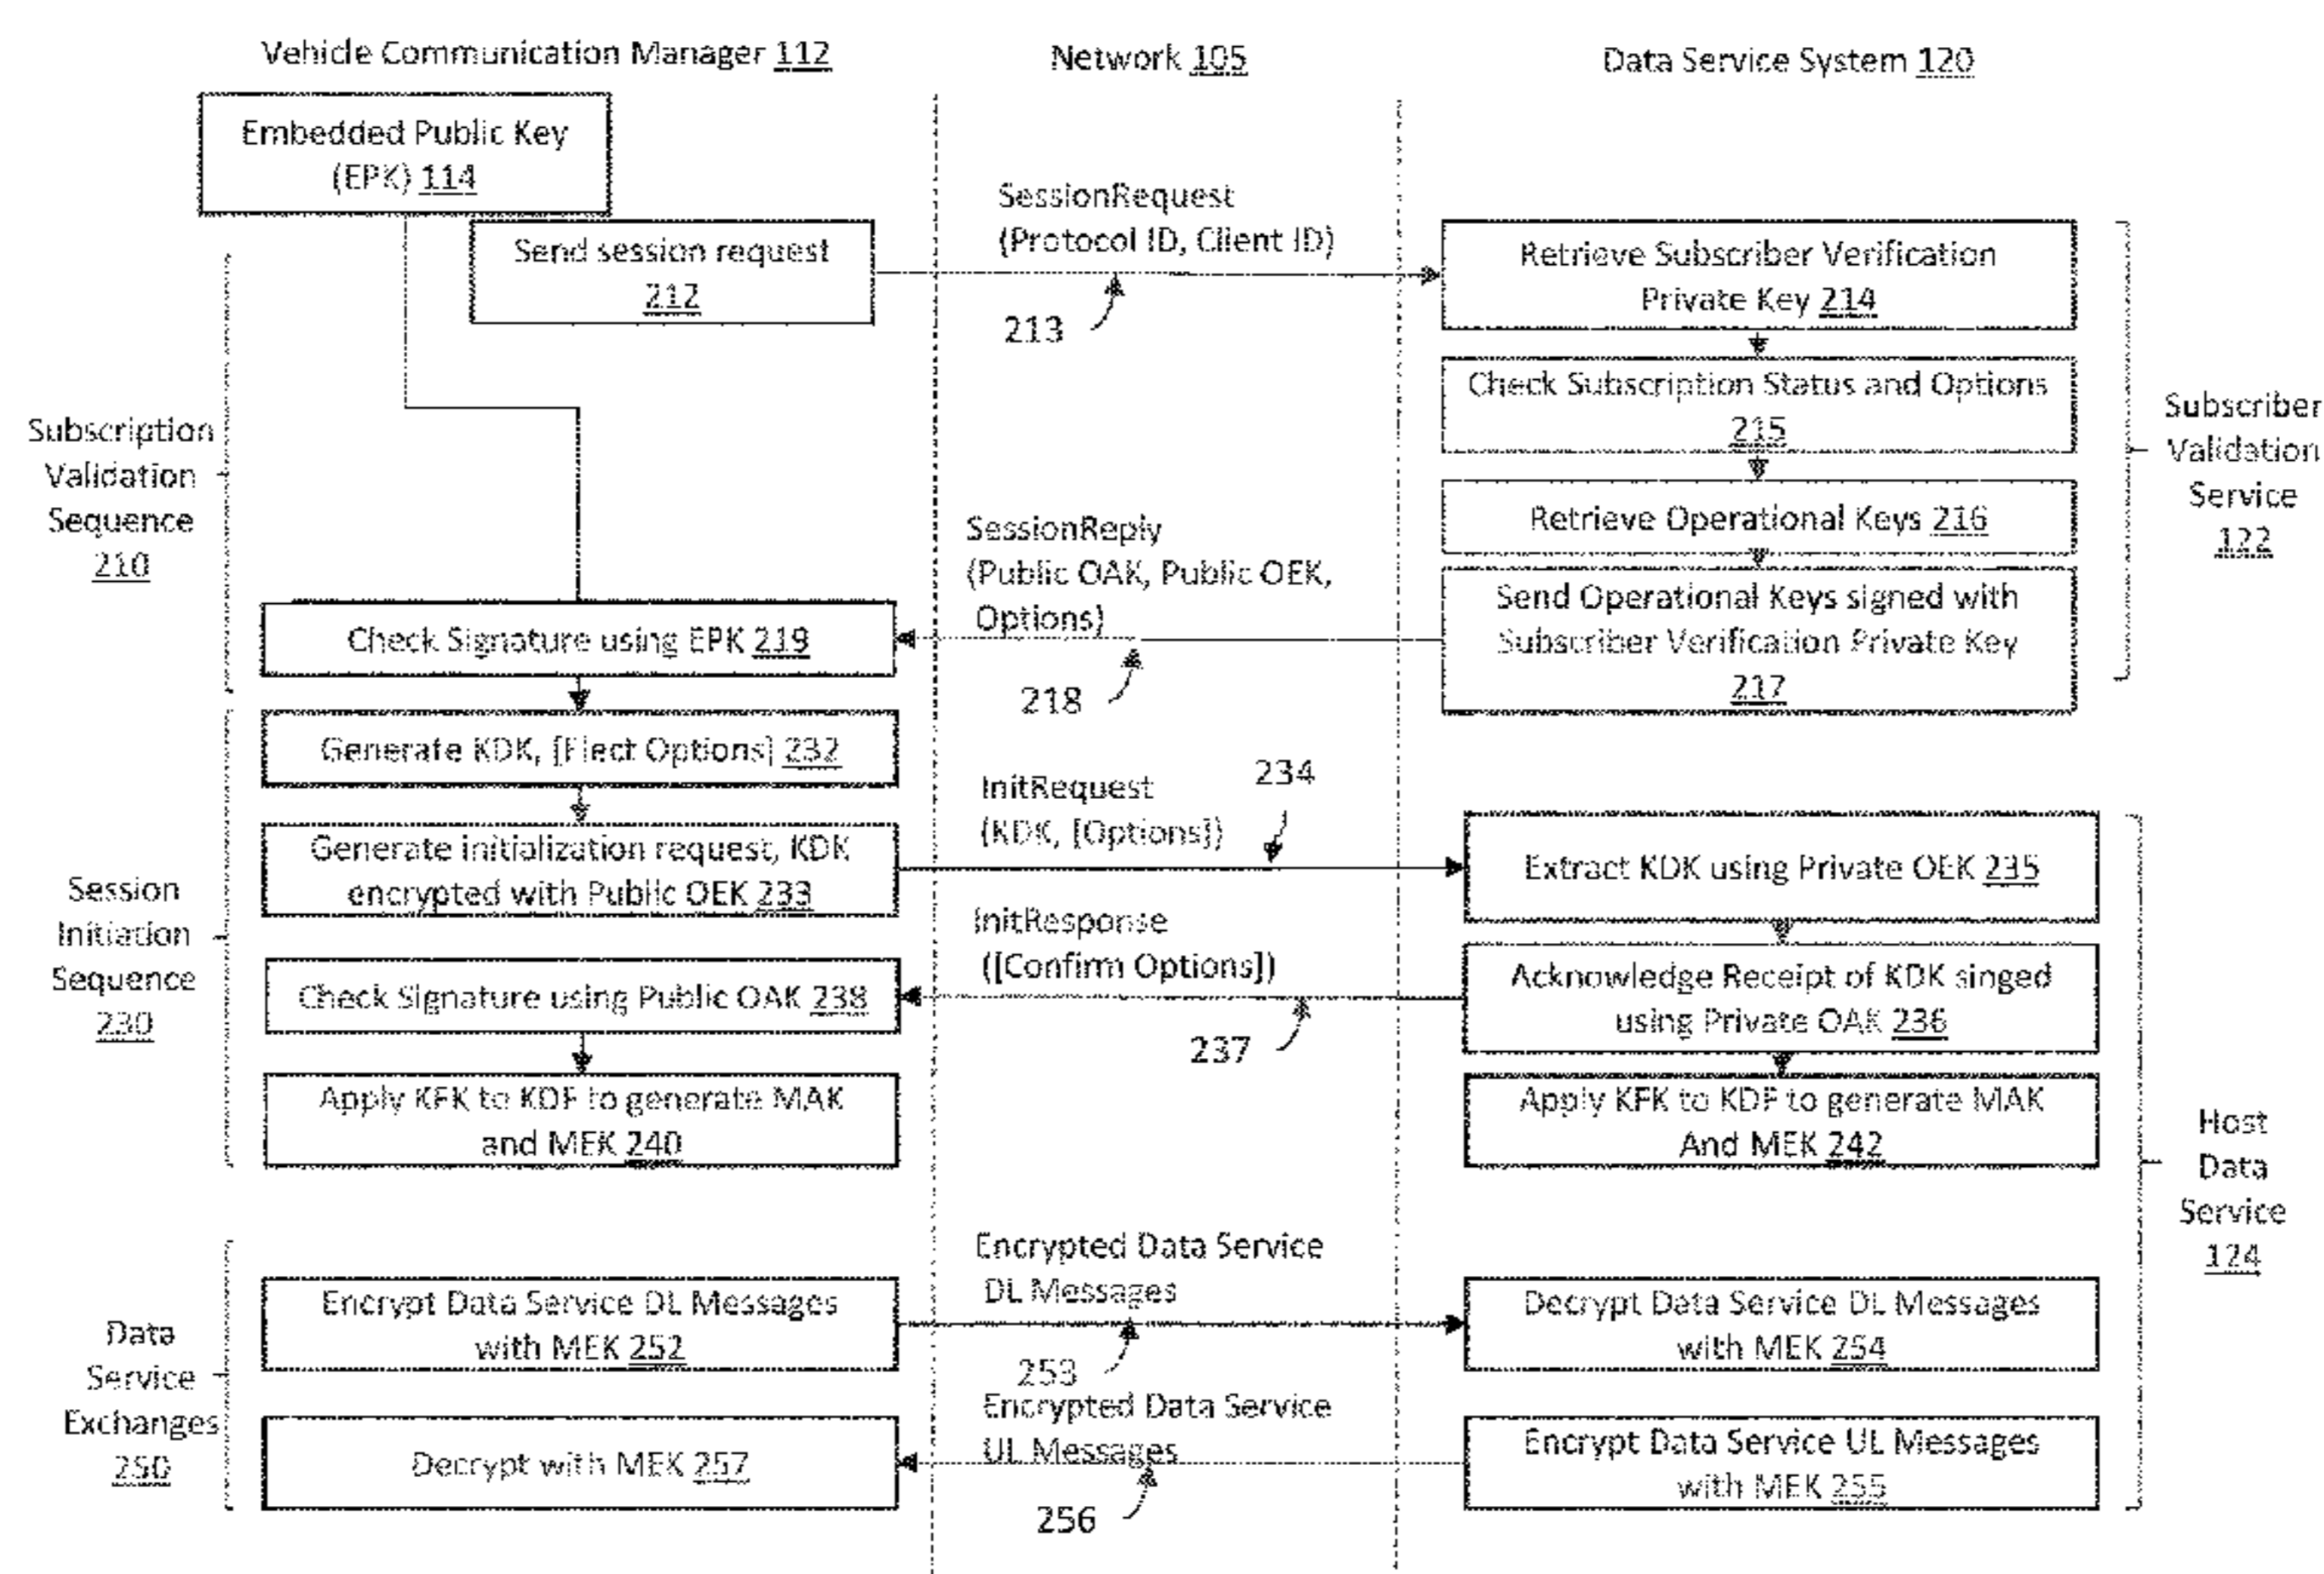 Vehicle Communication Manager 112
Network 105
Data Service System 120
Embedded Public Key
(EPK) 114
Send session request
212
SessionRequest
(Protocol ID, Client ID)
213
Retrieve Subscriber Verification
Private Key 214
Check Subscription Status and Options
215
Retrieve Operational Keys 216
Send Operational Keys signed with
Subscriber Verification Private Key
217
Subscriber
Validation
Service
122
Subscription
Validation
Sequence
210
SessionReply
(Public OAK, Public OEK,
Options)
218
Check Signature using EPK 219
Generate KDK, [Elect Options] 232
Generate initialization request, KDK
encrypted with Public OEK 233
InitRequest
(KDK, [Options])
234
Extract KDK using Private OEK 235
Session
Initiation
Sequence
230
InitResponse
([Confirm Options])
237
Acknowledge Receipt of KDK singed
using Private OAK 236
Check Signature using Public OAK 238
Apply KFK to KDF to generate MAK
and MEK 240
Apply KFK to KDF to generate MAK
And MEK 242
Host
Data
Service
124
Data
Service
Exchanges
250
Encrypt Data Service DL Messages
with MEK 252
Encrypted Data Service
DL Messages
253
Decrypt Data Service DL Messages
with MEK 254
Decrypt with MEK 257
Encrypted Data Service
UL Messages
256
Encrypt Data Service UL Messages
with MEK 255